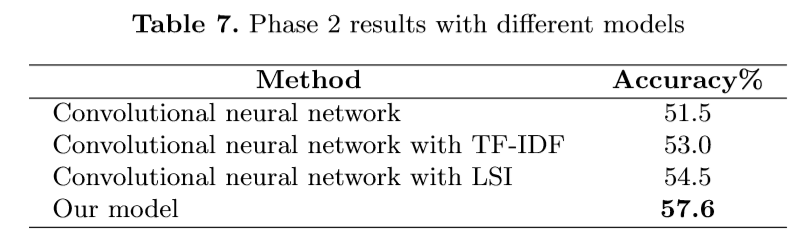 Table 7. Phase 2 results with different models
Method Accuracy%
Convolutional neural network 51.5
Convolutional neural network with TF-IDF 53.0
Convolutional neural network with LSI 54.5
Our model 57.6